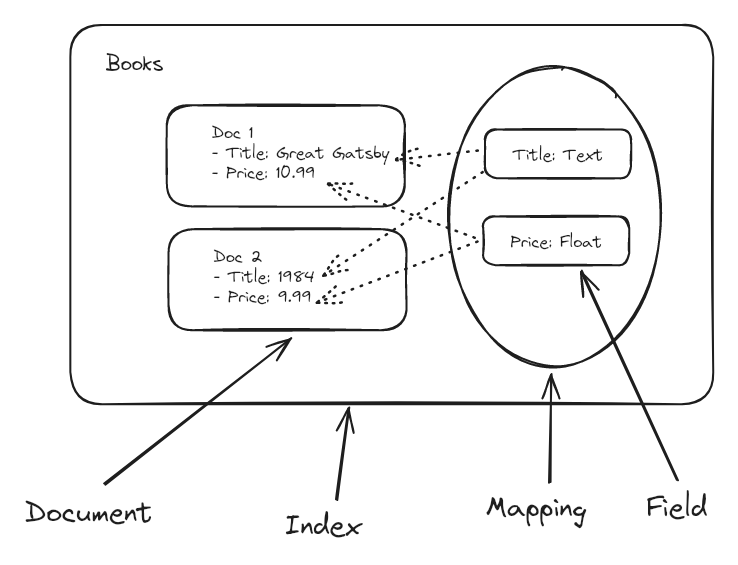 Books
Doc 1
- Title: Great Gatsby
- Price: 10.99
Title: Text
Price: Float
Doc 2
- Title: 1984
- Price: 9.99
Document
Index
Mapping
Field